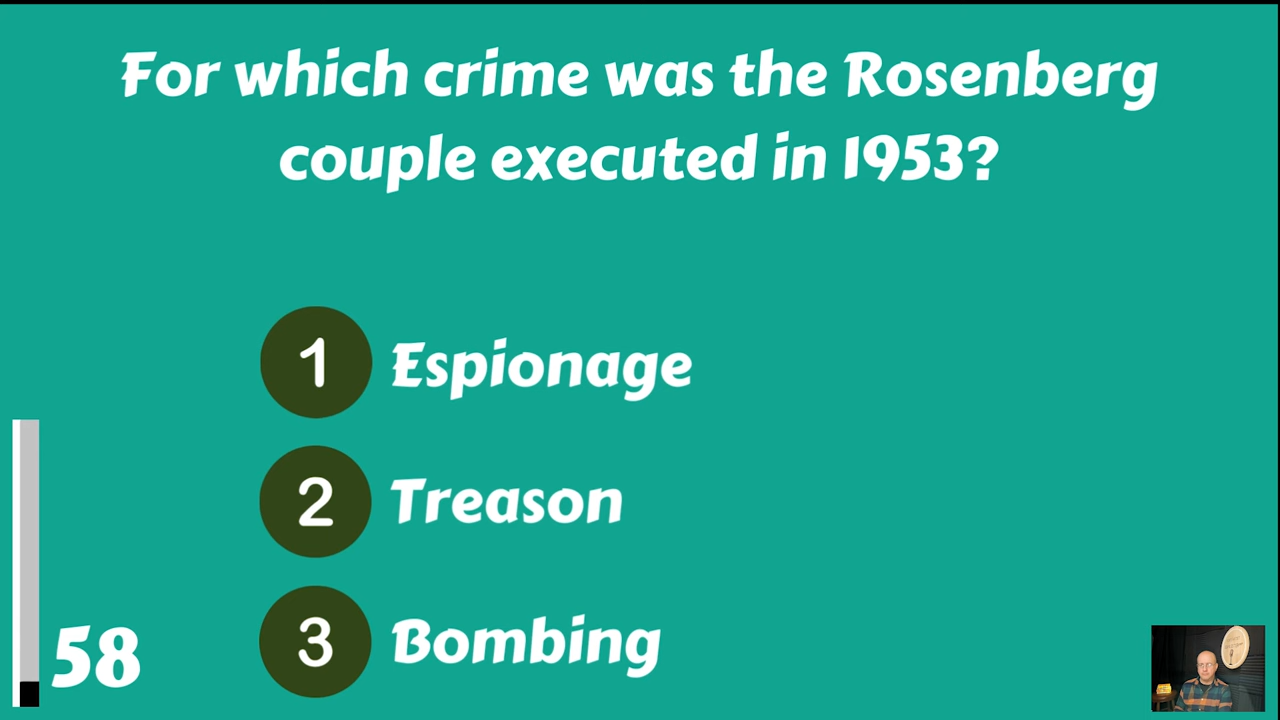 For which crime was the Rosenberg
couple executed in 1953?
1 Espionage
2 Treason
3 Bombing
58